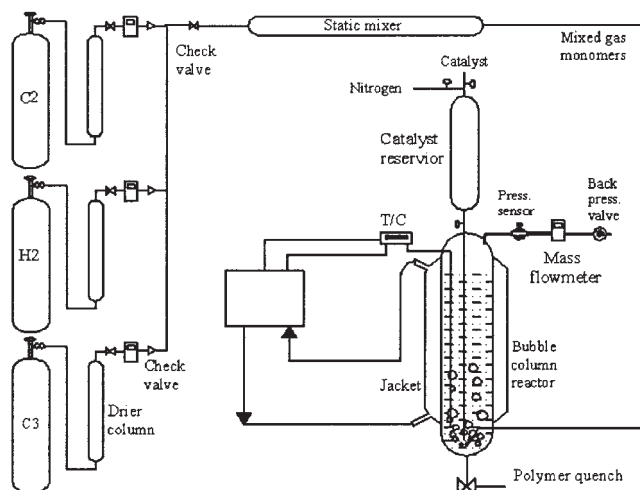 Static mixer
Check
valve
Mixed gas
monomers
C2
Catalyst
Nitrogen
Catalyst
reservior
H2
T/C
Press.
sensor
Back
press.
valve
Mass
flowmeter
Check
valve
C3
Drier
column
Jacket
Bubble
column
reactor
Polymer quench